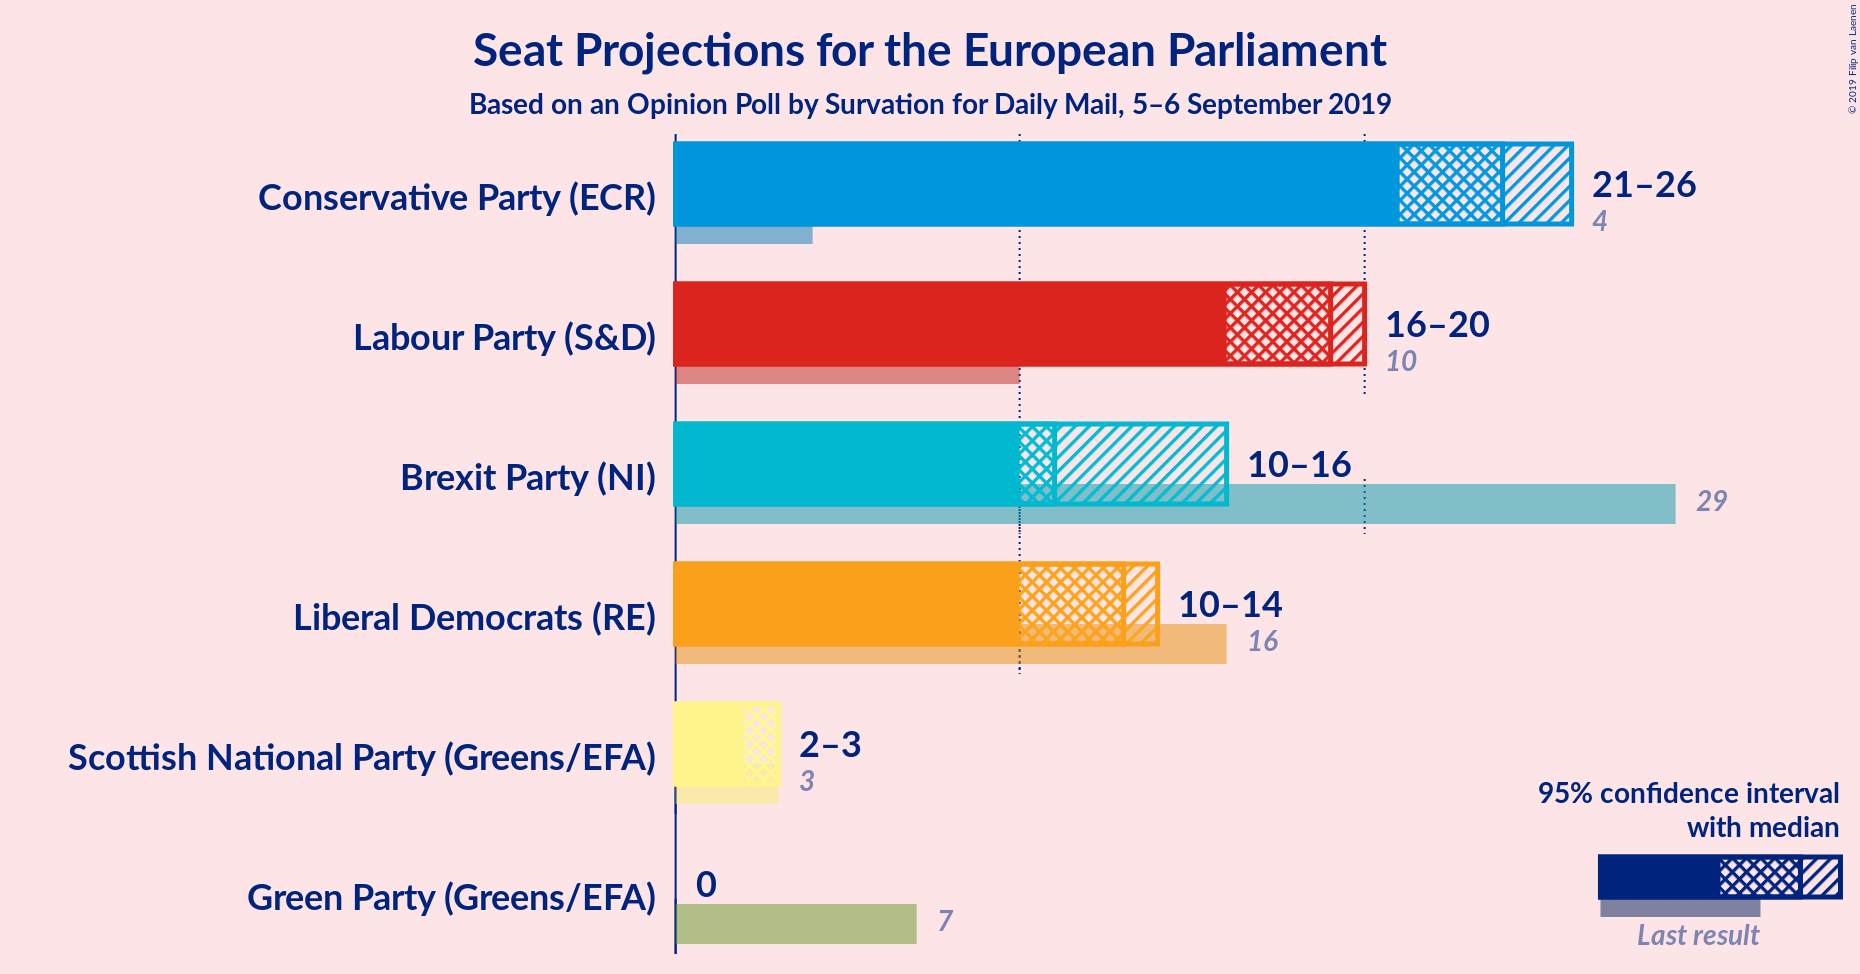 Seat Projections for the European Parliament
Based on an Opinion Poll by Survation for Daily Mail, 5–6 September 2019
© 2019 Filip van Laenen
Conservative Party (ECR)
21–26
4
Labour Party (S&D)
16–20
10
Brexit Party (NI)
10–16
29
Liberal Democrats (RE)
10–14
16
Scottish National Party (Greens/EFA)
2–3
3
Green Party (Greens/EFA)
0
7
95% confidence interval
with median
Last result